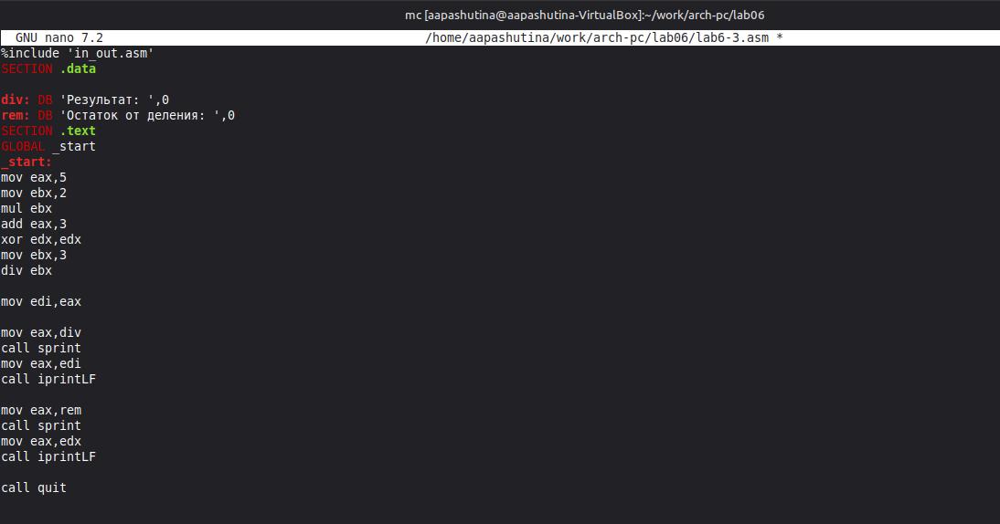 mc [aapashutina@aapashutina-VirtualBox]:~/work/arch-pc/lab06
GNU nano 7.2 /home/aapashutina/work/arch-pc/lab06/lab6-3.asm *
%include 'in_out.asm'
SECTION .data
div: DB 'Результат: ',0
rem: DB 'Остаток от деления: ',0
SECTION .text
GLOBAL _start
_start:
mov eax,5
mov ebx,2
mul ebx
add eax,3
xor edx,edx
mov ebx,3
div ebx
mov edi,eax
mov eax,div
call sprint
mov eax,edi
call iprintLF
mov eax,rem
call sprint
mov eax,edx
call iprintLF
call quit